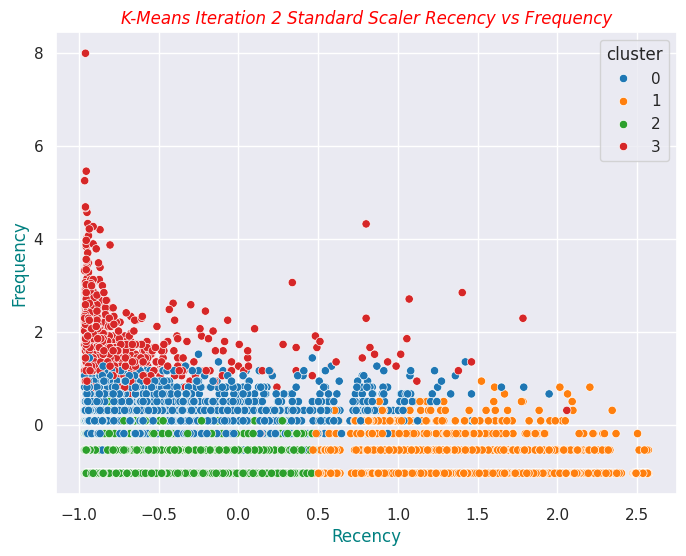 K-Means Iteration 2 Standard Scaler Recency vs Frequency
cluster
0
1
2
3
Frequency
8
6
4
2
0
−1.0 −0.5 0.0 0.5 1.0 1.5 2.0 2.5
Recency